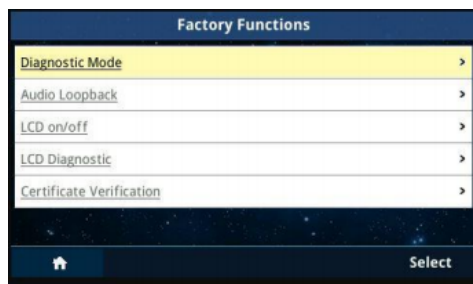 Factory Functions
Diagnostic Mode
Audio Loopback
LCD on/off
LCD Diagnostic
Certificate Verification
Select